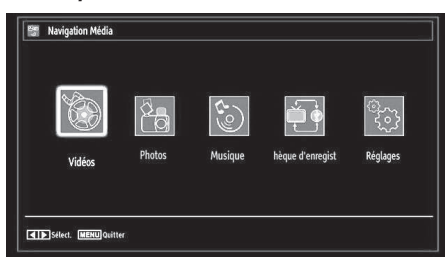 Navigation Média
Vidéos Photos Musique hèque d'enregist Réglages
Sélect. MENU Quitter